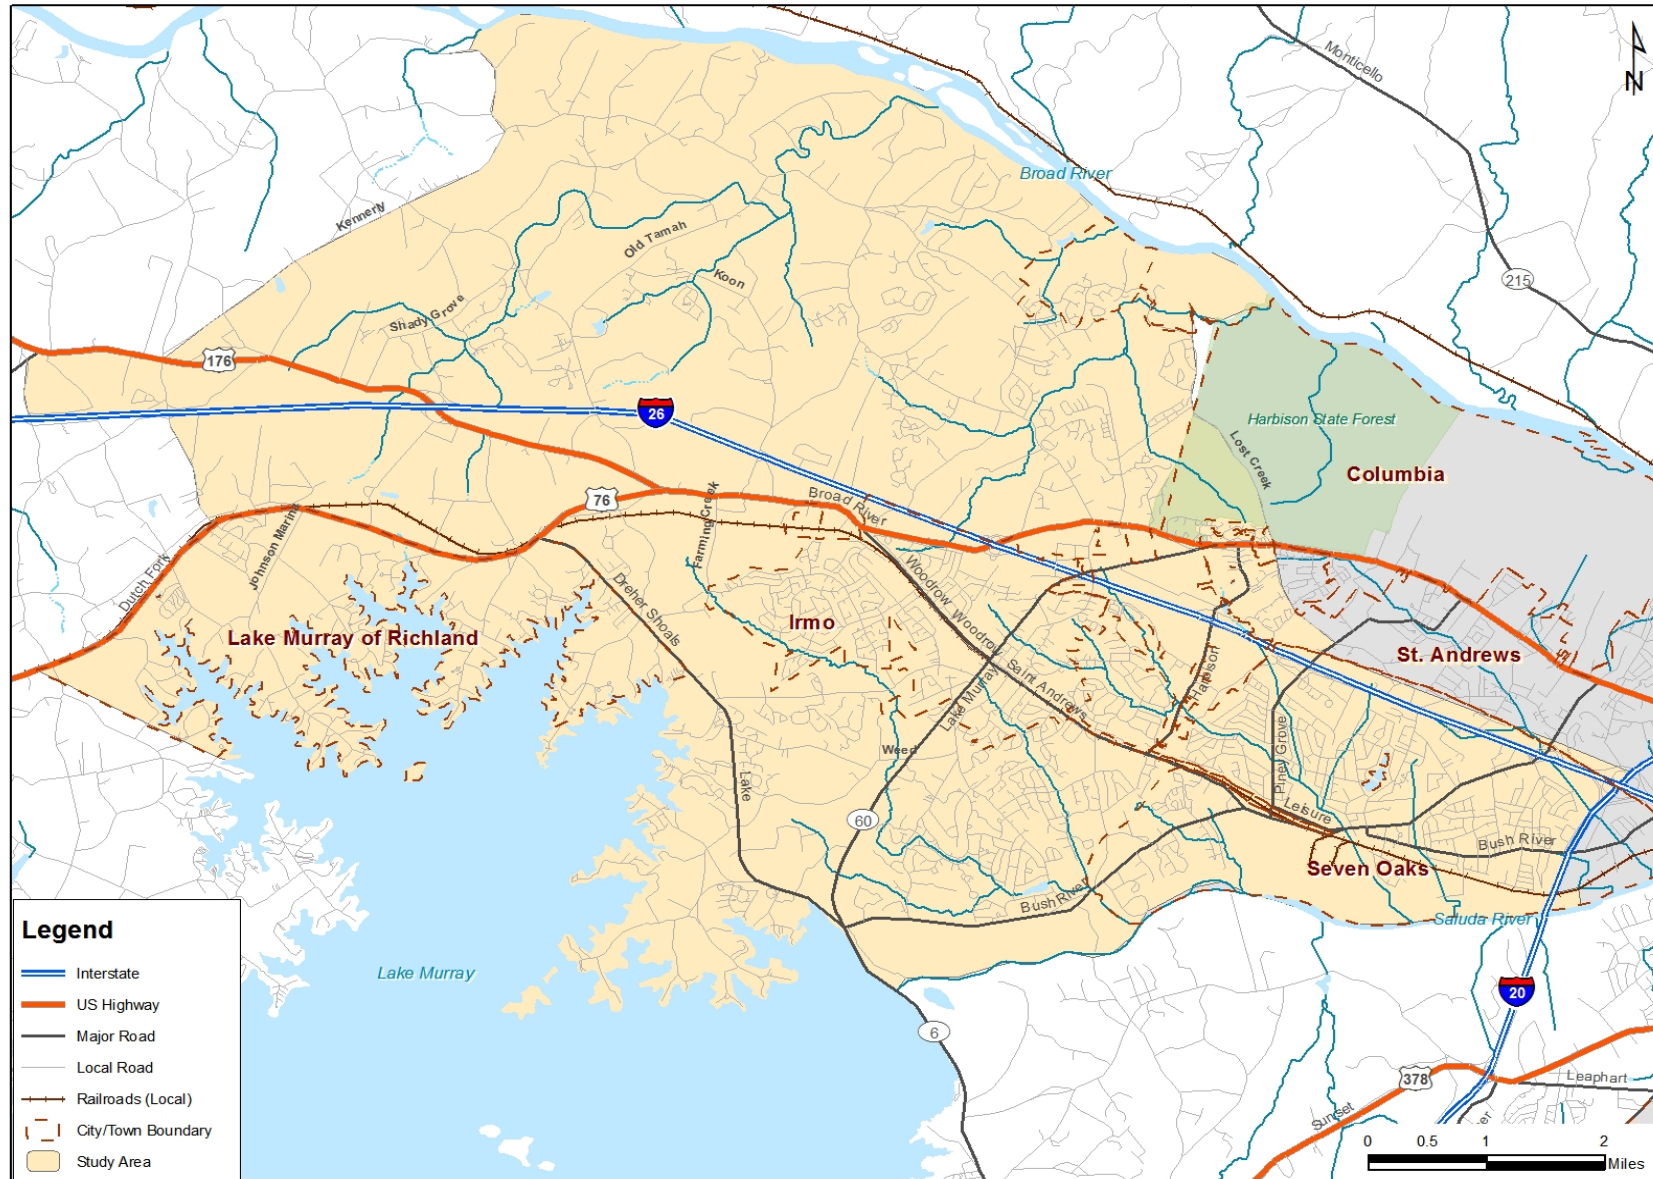 Monticello
N
Broad River
Kennerly
Old Tamah
Koon
215
Shady Grove
176
26
Harbison State Forest
Lost Creek
Columbia
76
Broad River
Farming Creek
Johnson Marina
Dutch Fork
Dreher Shoals
Woodrow
Woodrow
Irmo
Lake Murray of Richland
Saint Andrews
Lake Murray
Harbison
St. Andrews
Weed
Piney Grove
Lake
60
Leisure
Bush River
Seven Oaks
Bush River
Saluda River
Legend
Interstate
US Highway
Major Road
Local Road
Railroads (Local)
City/Town Boundary
Study Area
Lake Murray
20
6
378
Leaphart
Sunset
er
0 0.5 1 2
Miles